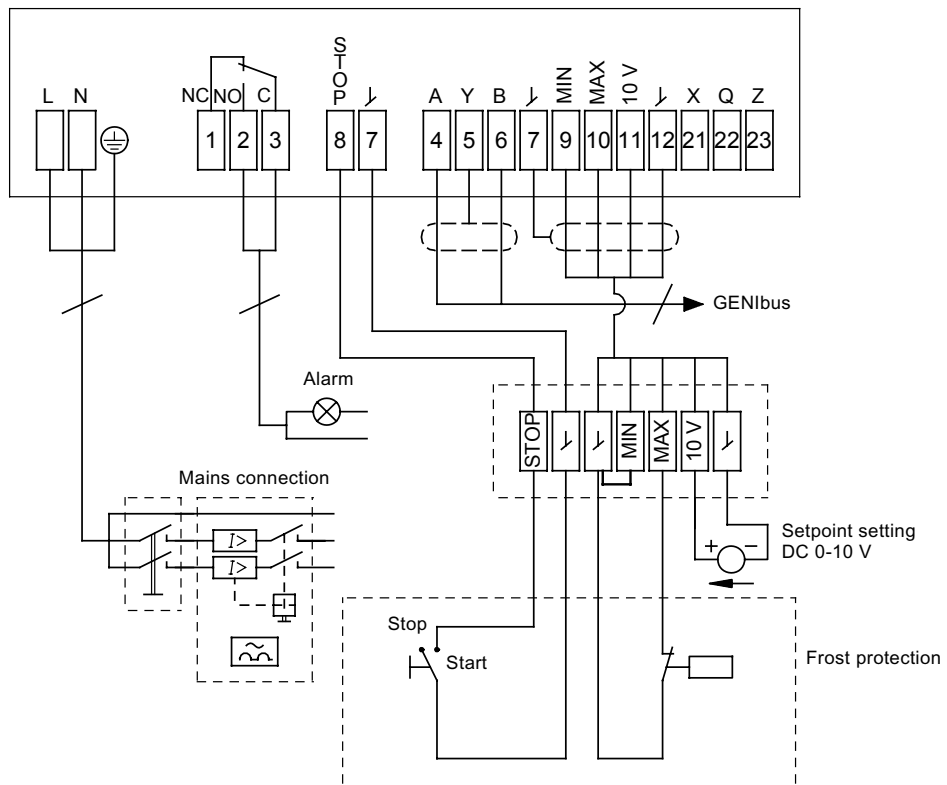 STOP
MIN
MAX
10 V
L N
NC NO C
A Y B
X Q Z
1 2 3
8 7
4 5 6 7 9 10 11 12 21 22 23
GENIbus
Alarm
STOP
MIN
MAX
10 V
Mains connection
Setpoint setting
DC 0-10 V
+ −
I>
I>
Stop
Start
Frost protection